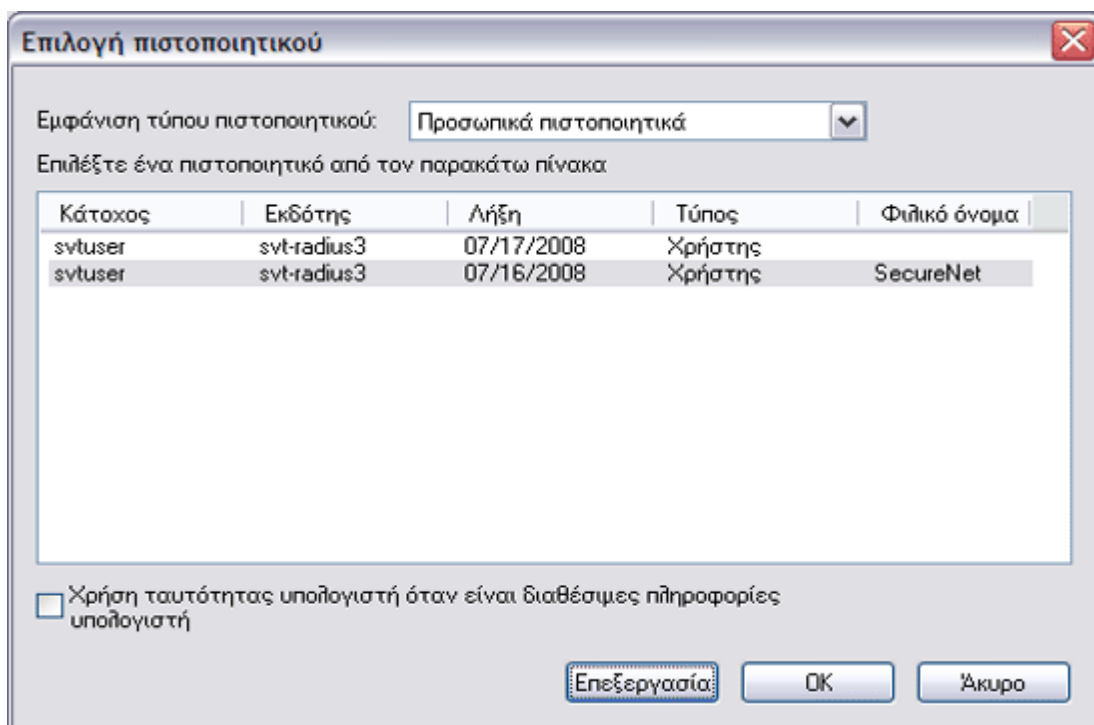 Επιλογή πιστοποιητικού
Εμφάνιση τύπου πιστοποιητικού: Προσωπικά πιστοποιητικά
Επιλέξτε ένα πιστοποιητικό από τον παρακάτω πίνακα
Κάτοχος Εκδότης Λήξη Τύπος Φιλικό όνομα
svtuser svt-radius3 07/17/2008 Χρήστης
svtuser svt-radius3 07/16/2008 Χρήστης SecureNet
Χρήση ταυτότητας υπολογιστή όταν είναι διαθέσιμες πληροφορίες
υπολογιστή
Επεξεργασία OK Άκυρο